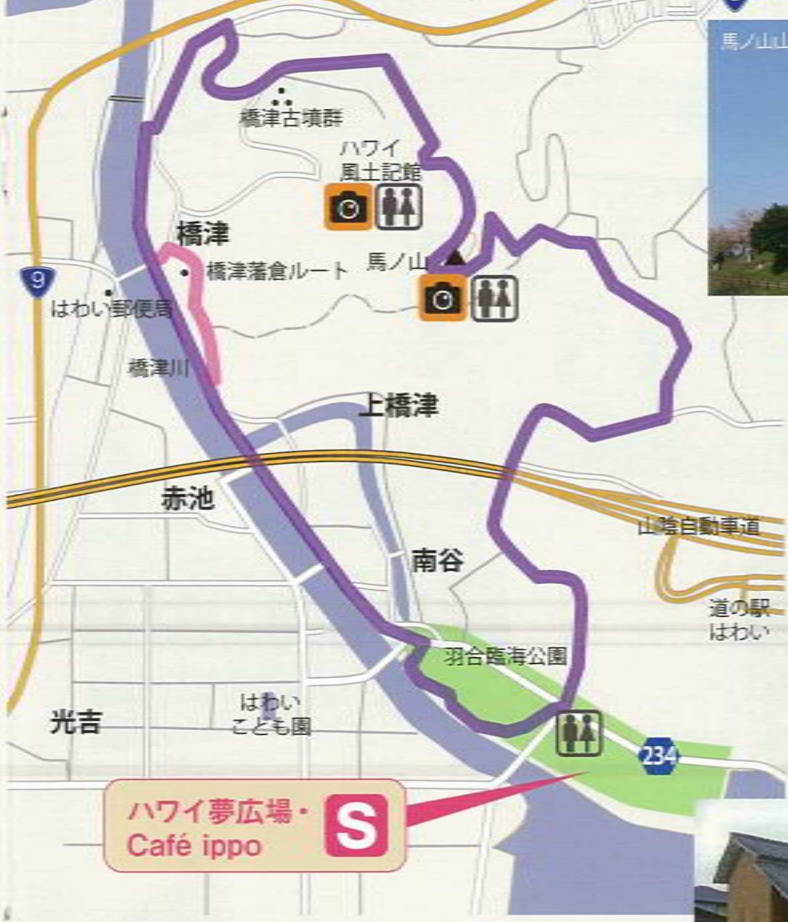 馬ノ山
橋津古墳群
ハワイ
風土記館
橋津
橋津藩倉ルート
馬ノ山
9
はわい郵便局
橋津川
上橋津
赤池
山陰自動車道
南谷
道の駅
はわい
羽合臨海公園
はわい
こども園
光吉
234
ハワイ夢広場・
Café ippo
S